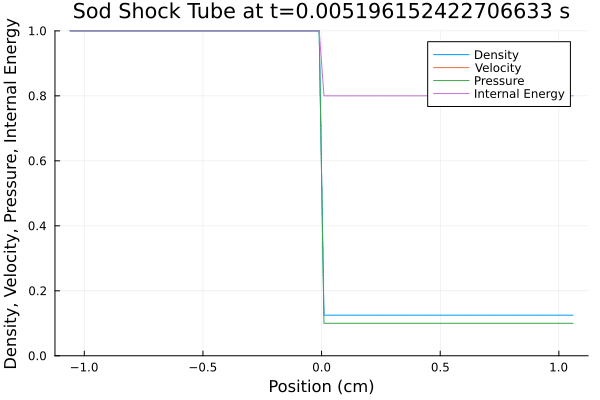 Sod Shock Tube at t=0.005196152422706633 s
Density, Velocity, Pressure, Internal Energy
1.0
0.8
0.6
0.4
0.2
0.0
Density
Velocity
Pressure
Internal Energy
−1.0
−0.5
0.0
0.5
1.0
Position (cm)